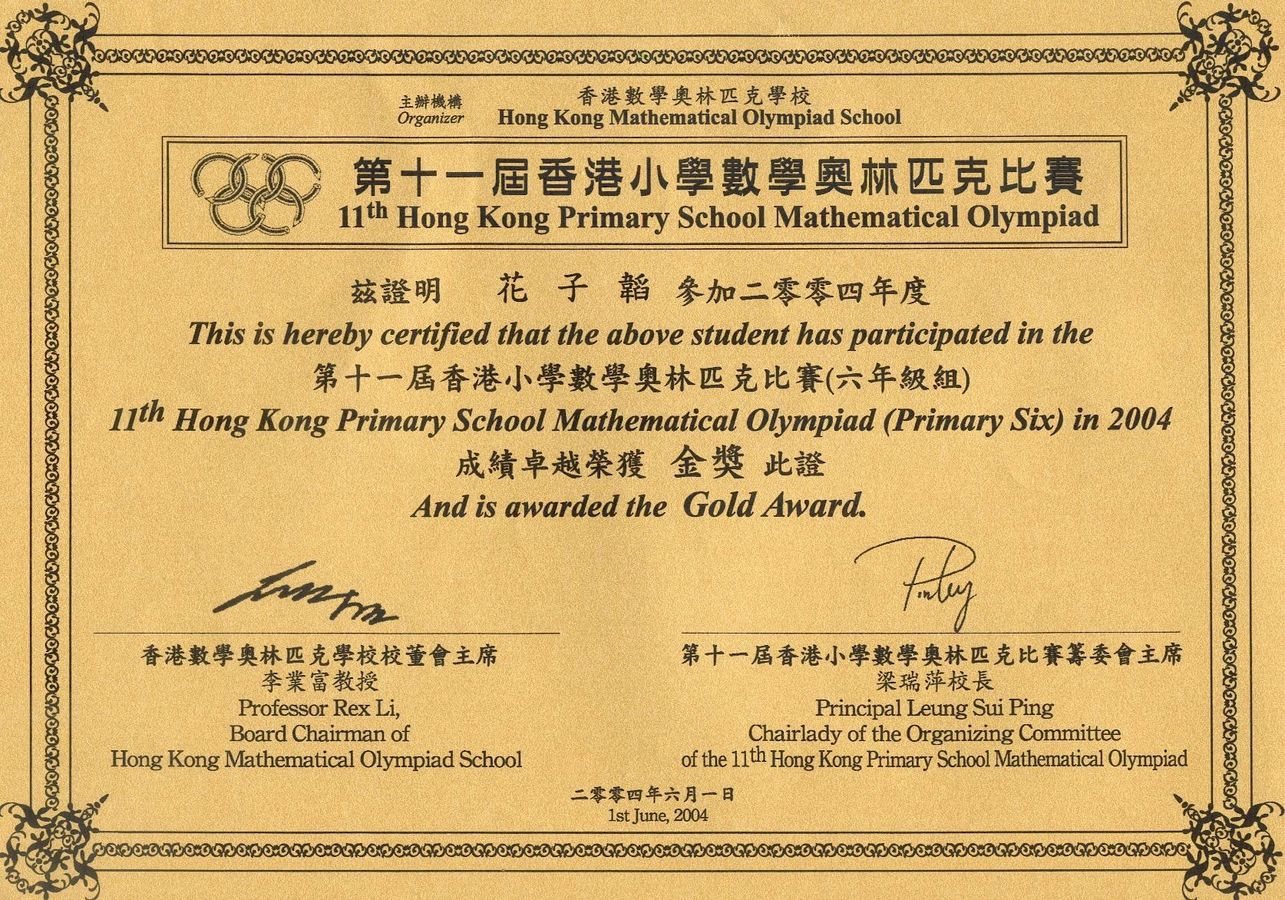 主辦機構
Organizer
香港數學奧林匹克學校
Hong Kong Mathematical Olympiad School
第十一屆香港小學數學奧林匹克比賽
11th Hong Kong Primary School Mathematical Olympiad
茲證明 花子韜 參加二零零四年度
This is hereby certified that the above student has participated in the
第十一屆香港小學數學奧林匹克比賽(六年級組)
11th Hong Kong Primary School Mathematical Olympiad (Primary Six) in 2004
成績卓越榮獲 金獎 此證
And is awarded the Gold Award.
香港數學奧林匹克學校校董會主席
李業富教授
Professor Rex Li,
Board Chairman of
Hong Kong Mathematical Olympiad School
第十一屆香港小學數學奧林匹克比賽籌委會主席
梁瑞萍校長
Principal Leung Sui Ping
Chairlady of the Organizing Committee
of the 11th Hong Kong Primary School Mathematical Olympiad
二零零四年六月一日
1st June, 2004